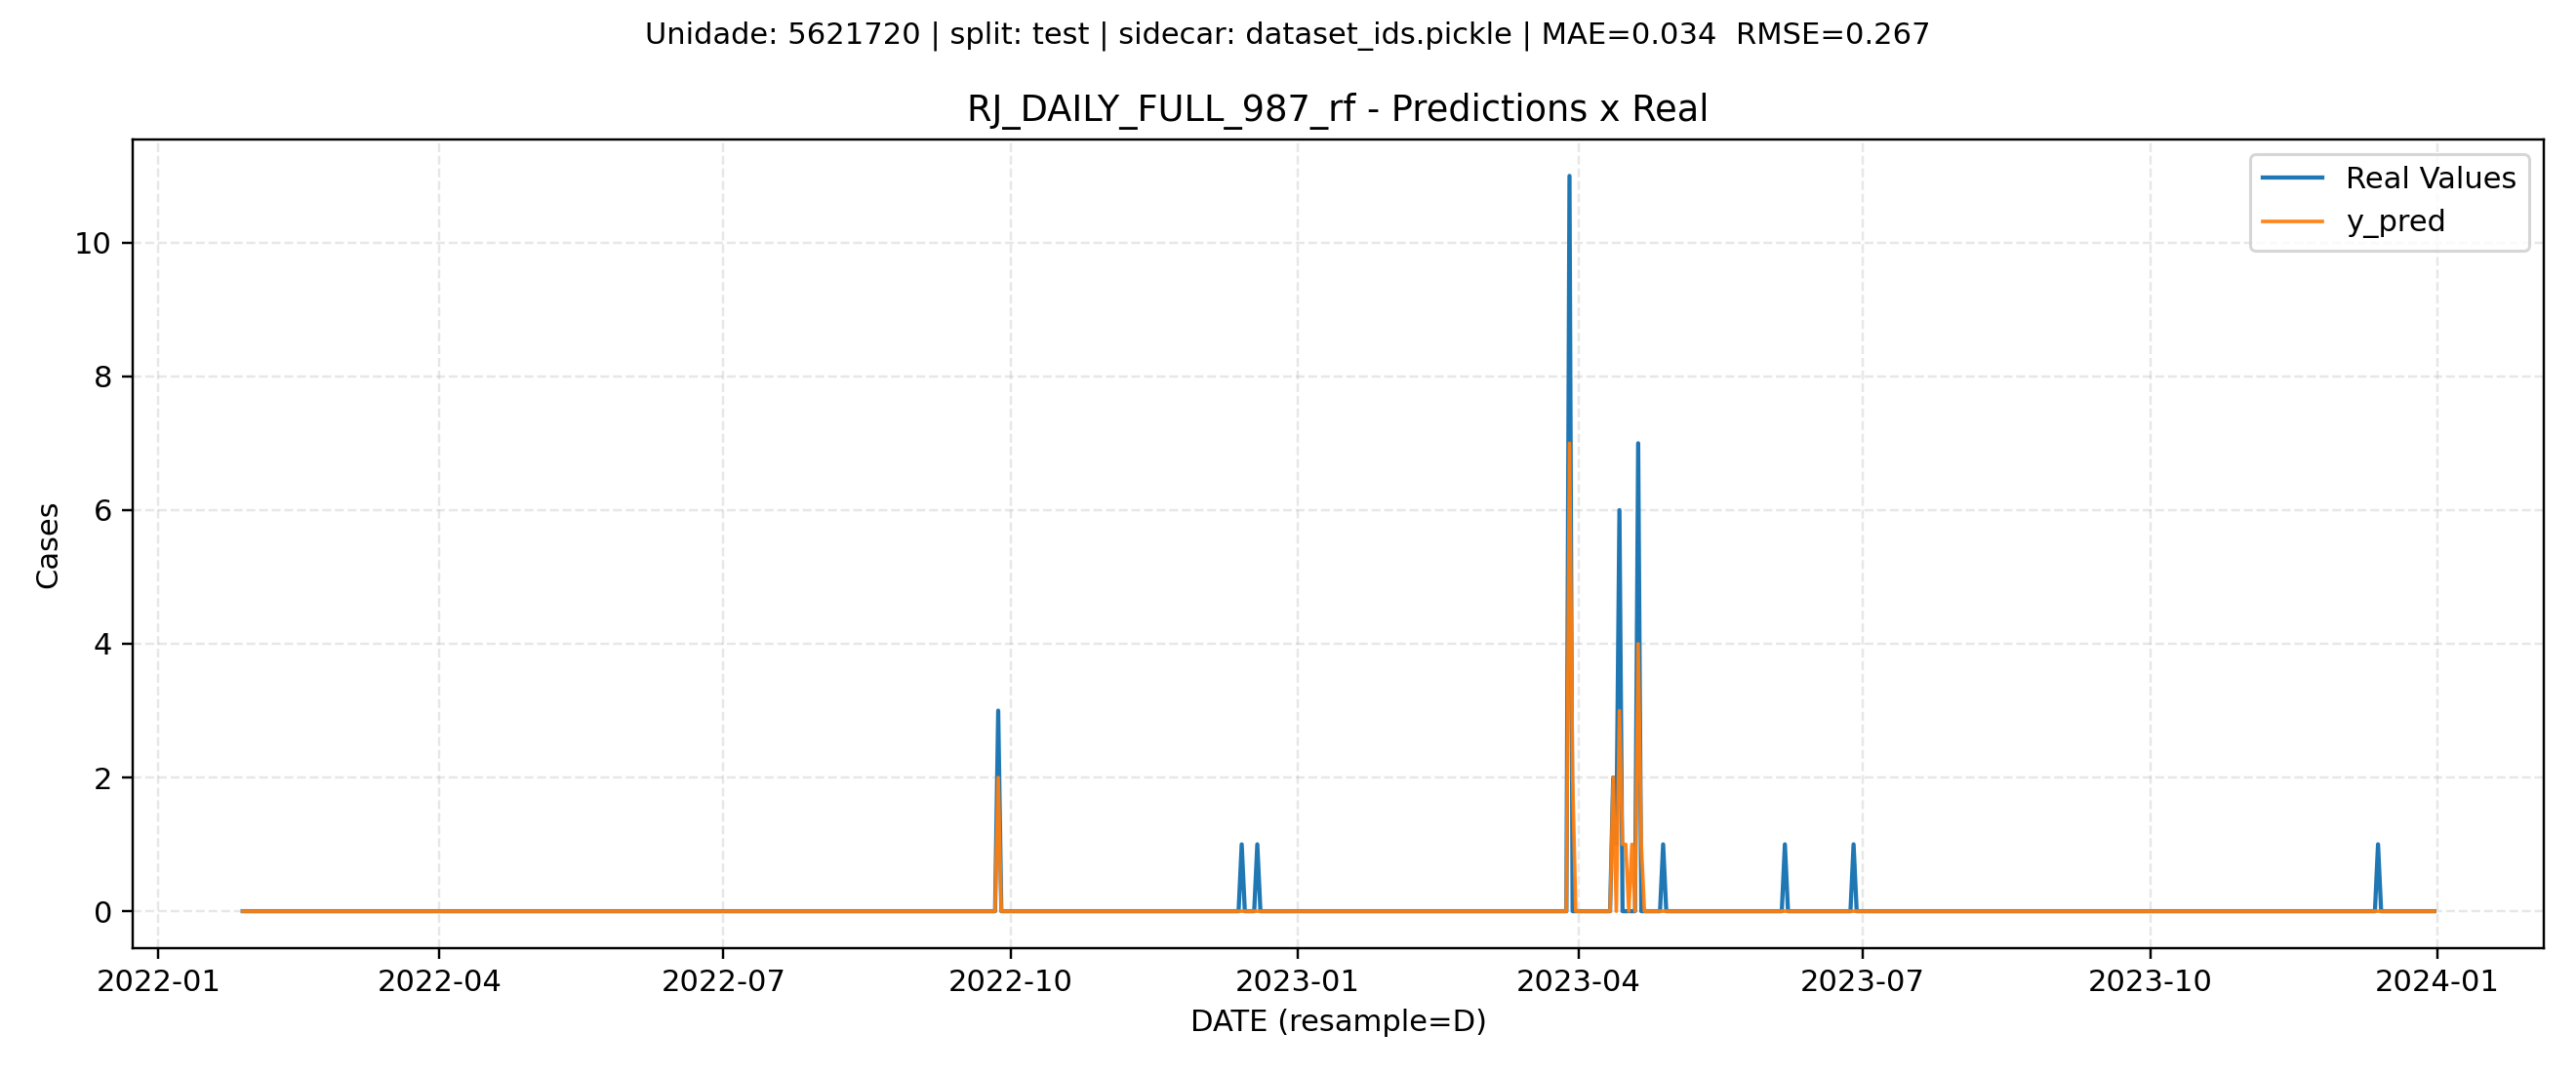 Unidade: 5621720 | split: test | sidecar: dataset_ids.pickle | MAE=0.034  RMSE=0.267
RJ_DAILY_FULL_987_rf - Predictions x Real
Real Values
y_pred
10
8
6
4
2
0
Cases
2022-01
2022-04
2022-07
2022-10
2023-01
2023-04
2023-07
2023-10
2024-01
DATE (resample=D)